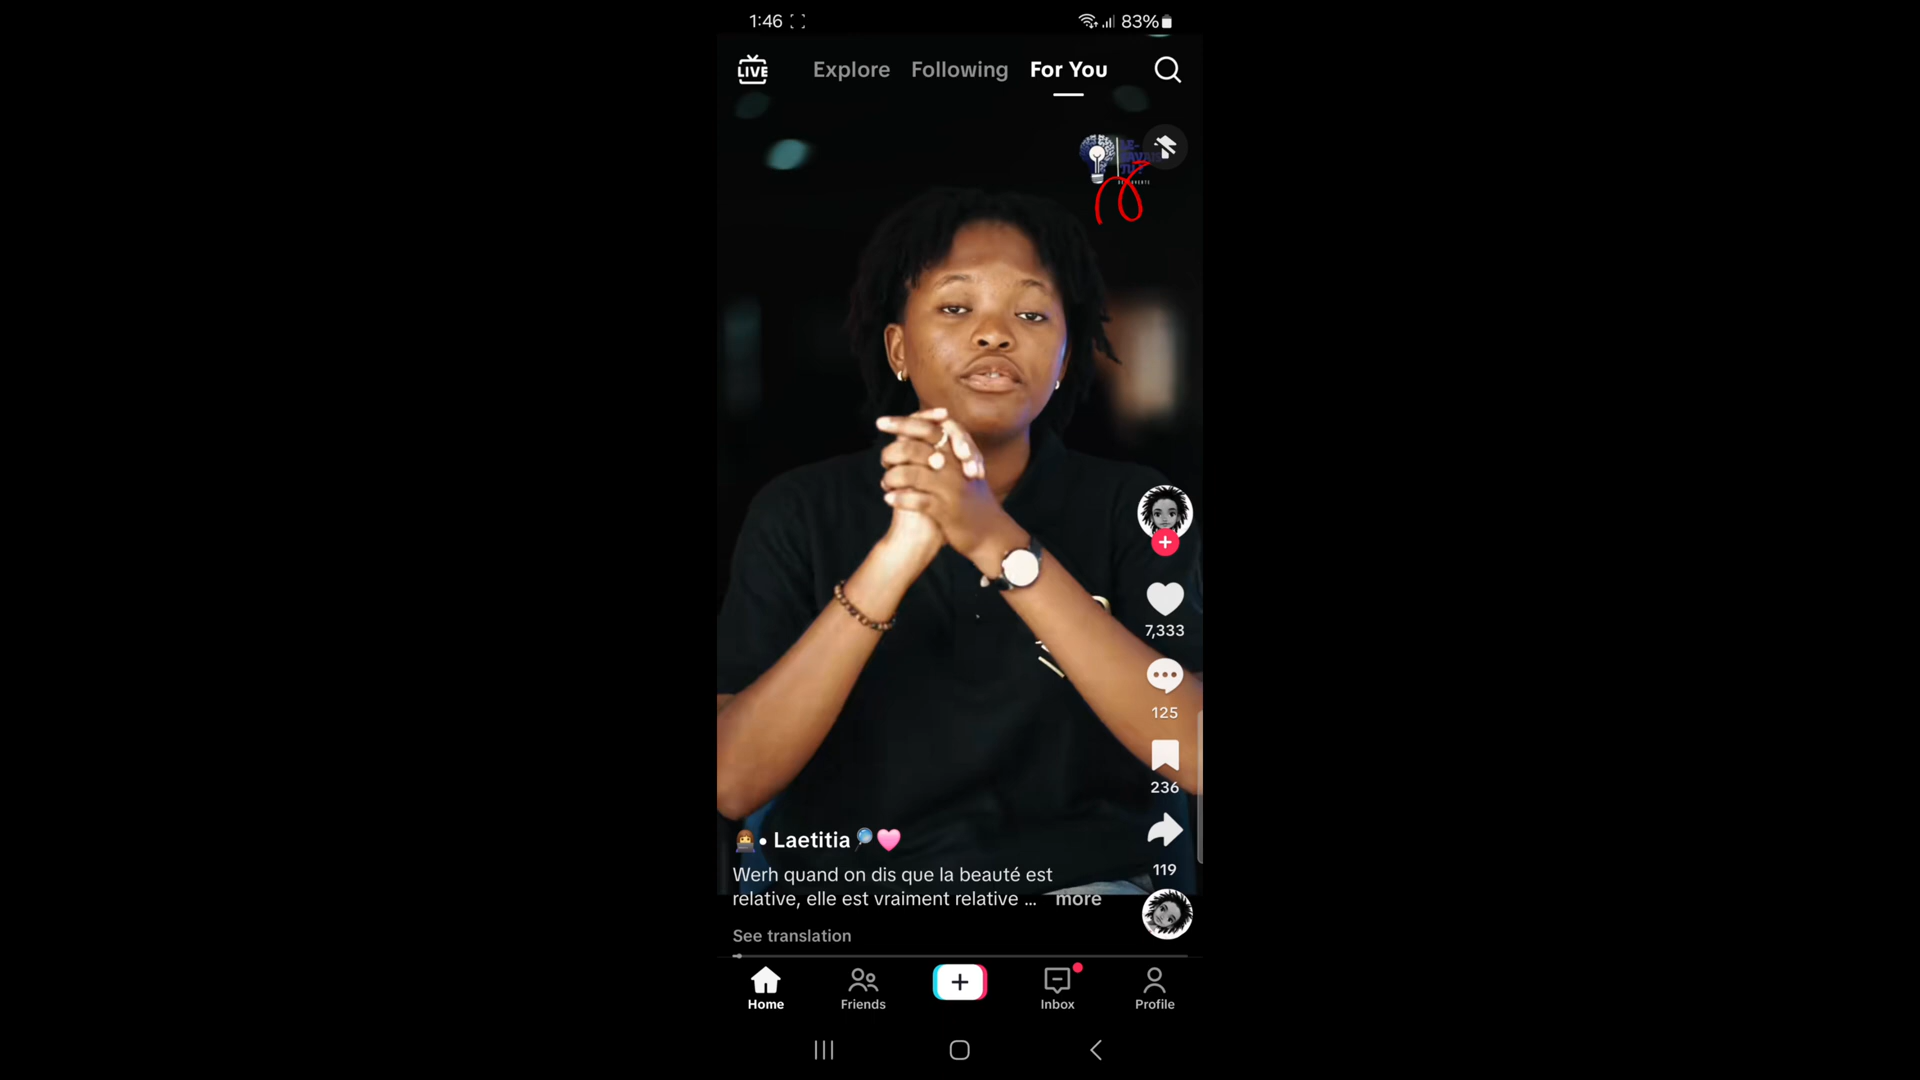 1:46
83%
LIVE
Explore
Following
For You
7,333
125
236
119
• Laetitia
Werh quand on dis que la beauté est
relative, elle est vraiment relative ... more
See translation
Home
Friends
Inbox
Profile